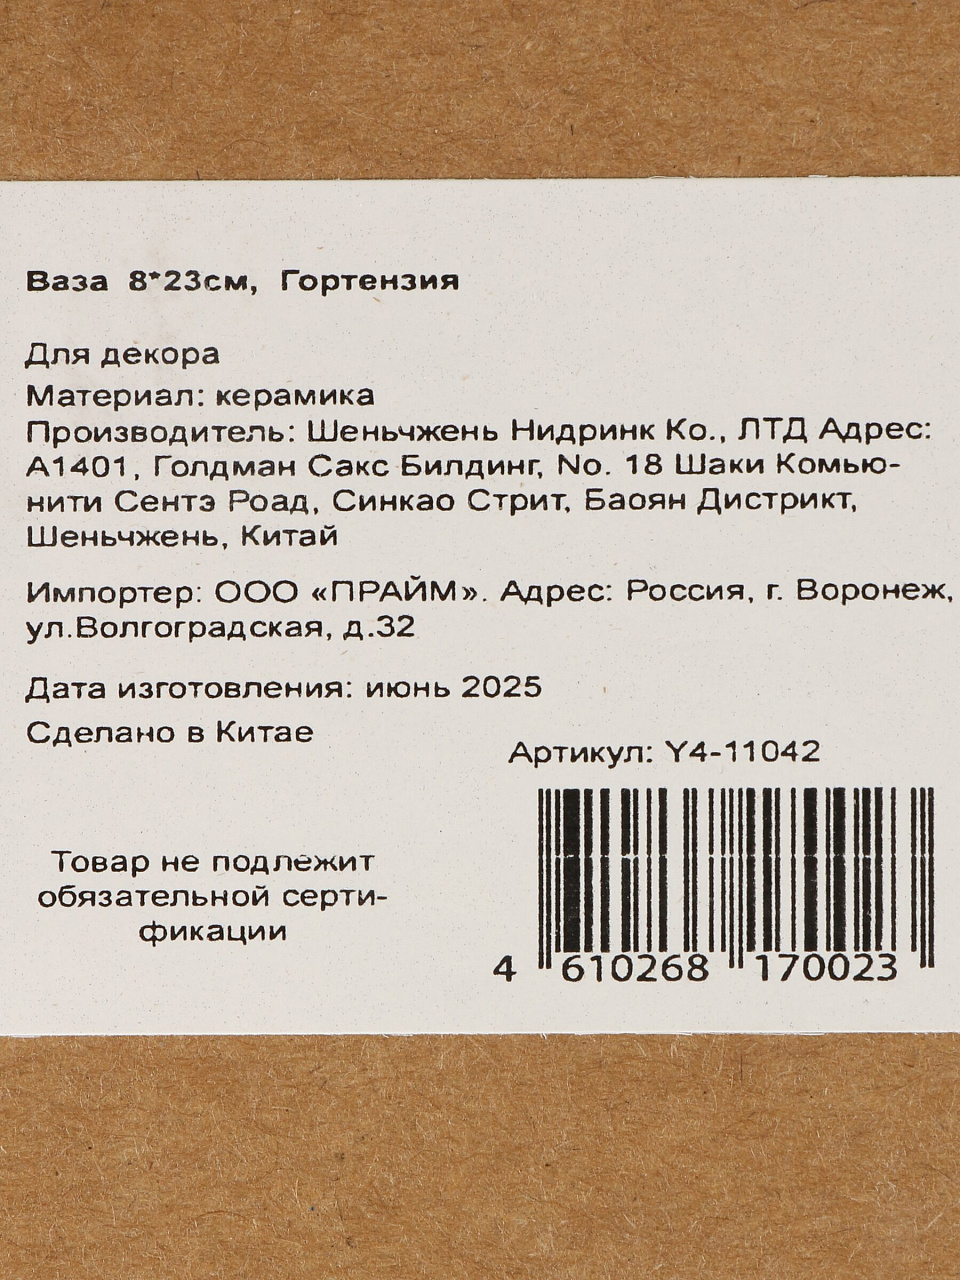 Ваза 8*23см, Гортензия
Для декора
Материал: керамика
Производитель: Шеньчжень Нидринк Ко., ЛТД Адрес:
А1401, Голдман Сакс Билдинг, No. 18 Шаки Комью-
нити Сентэ Роад, Синкао Стрит, Баоян Дистрикт,
Шеньчжень, Китай
Импортер: ООО «ПРАЙМ». Адрес: Россия, г. Воронеж,
ул.Волгоградская, д.32
Дата изготовления: июнь 2025
Сделано в Китае
Артикул: Y4-11042
Товар не подлежит
обязательной серти-
фикации
4 610268 170023